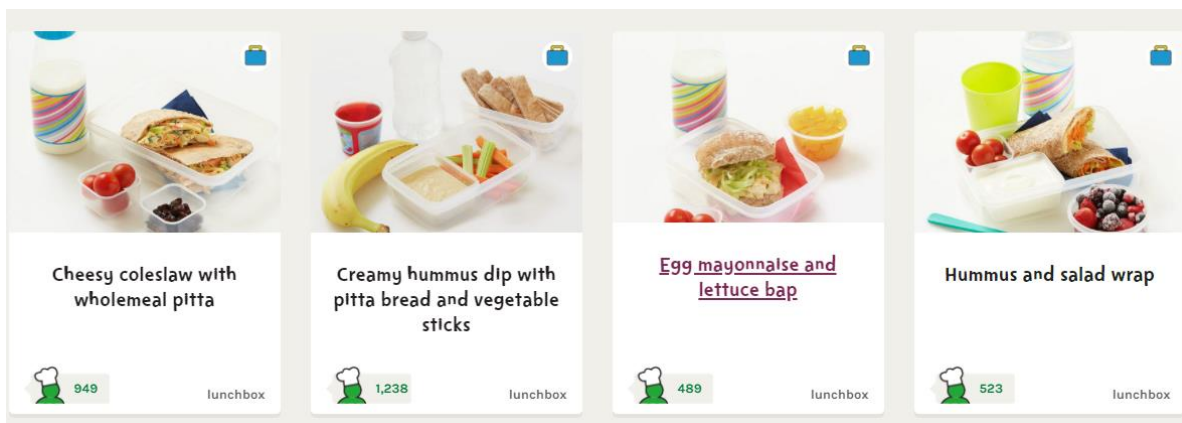 Cheesy coleslaw with
wholemeal pitta
949
lunchbox
Creamy hummus dip with
pitta bread and vegetable
sticks
1,238
lunchbox
Egg mayonnaise and
lettuce bap
489
lunchbox
Hummus and salad wrap
523
lunchbox